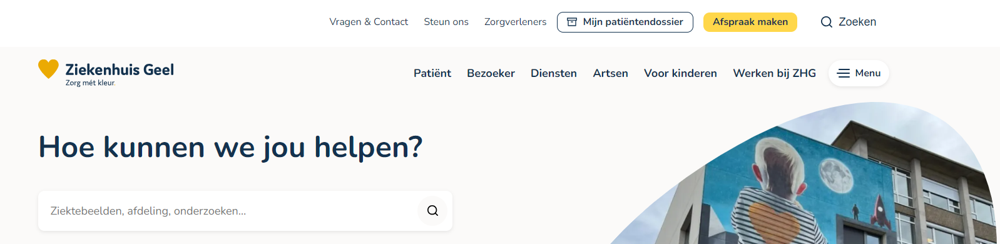 Vragen & Contact
Steun ons
Zorgverleners
Mijn patiëntendossier
Afspraak maken
Zoeken
Ziekenhuis Geel
Zorg mét kleur.
Patiënt
Bezoeker
Diensten
Artsen
Voor kinderen
Werken bij ZHG
Menu
Hoe kunnen we jou helpen?
Ziektebeelden, afdeling, onderzoeken...